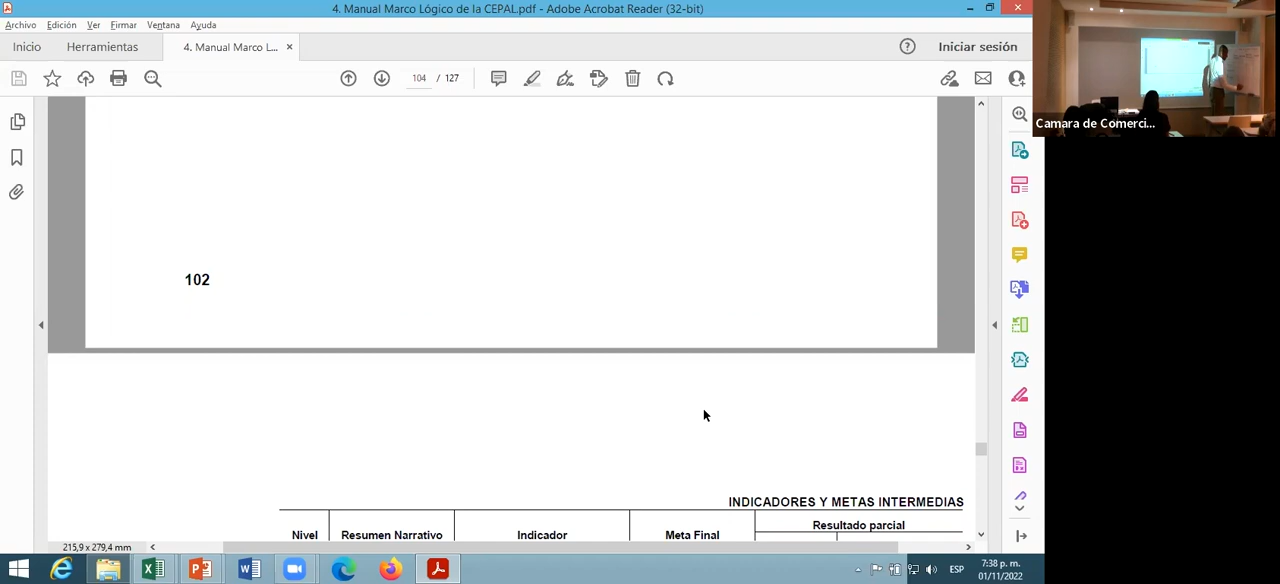 4. Manual Marco Lógico de la CEPAL.pdf - Adobe Acrobat Reader (32-bit)
Archivo Edición Ver Firmar Ventana Ayuda
Inicio Herramientas 4. Manual Marco L... × Iniciar sesión
104 / 127
Camara de Comerci...
102
INDICADORES Y METAS INTERMEDIAS
Nivel Resumen Narrativo Indicador Meta Final Resultado parcial
215,9 x 279,4 mm
ESP
7:38 p. m.
01/11/2022